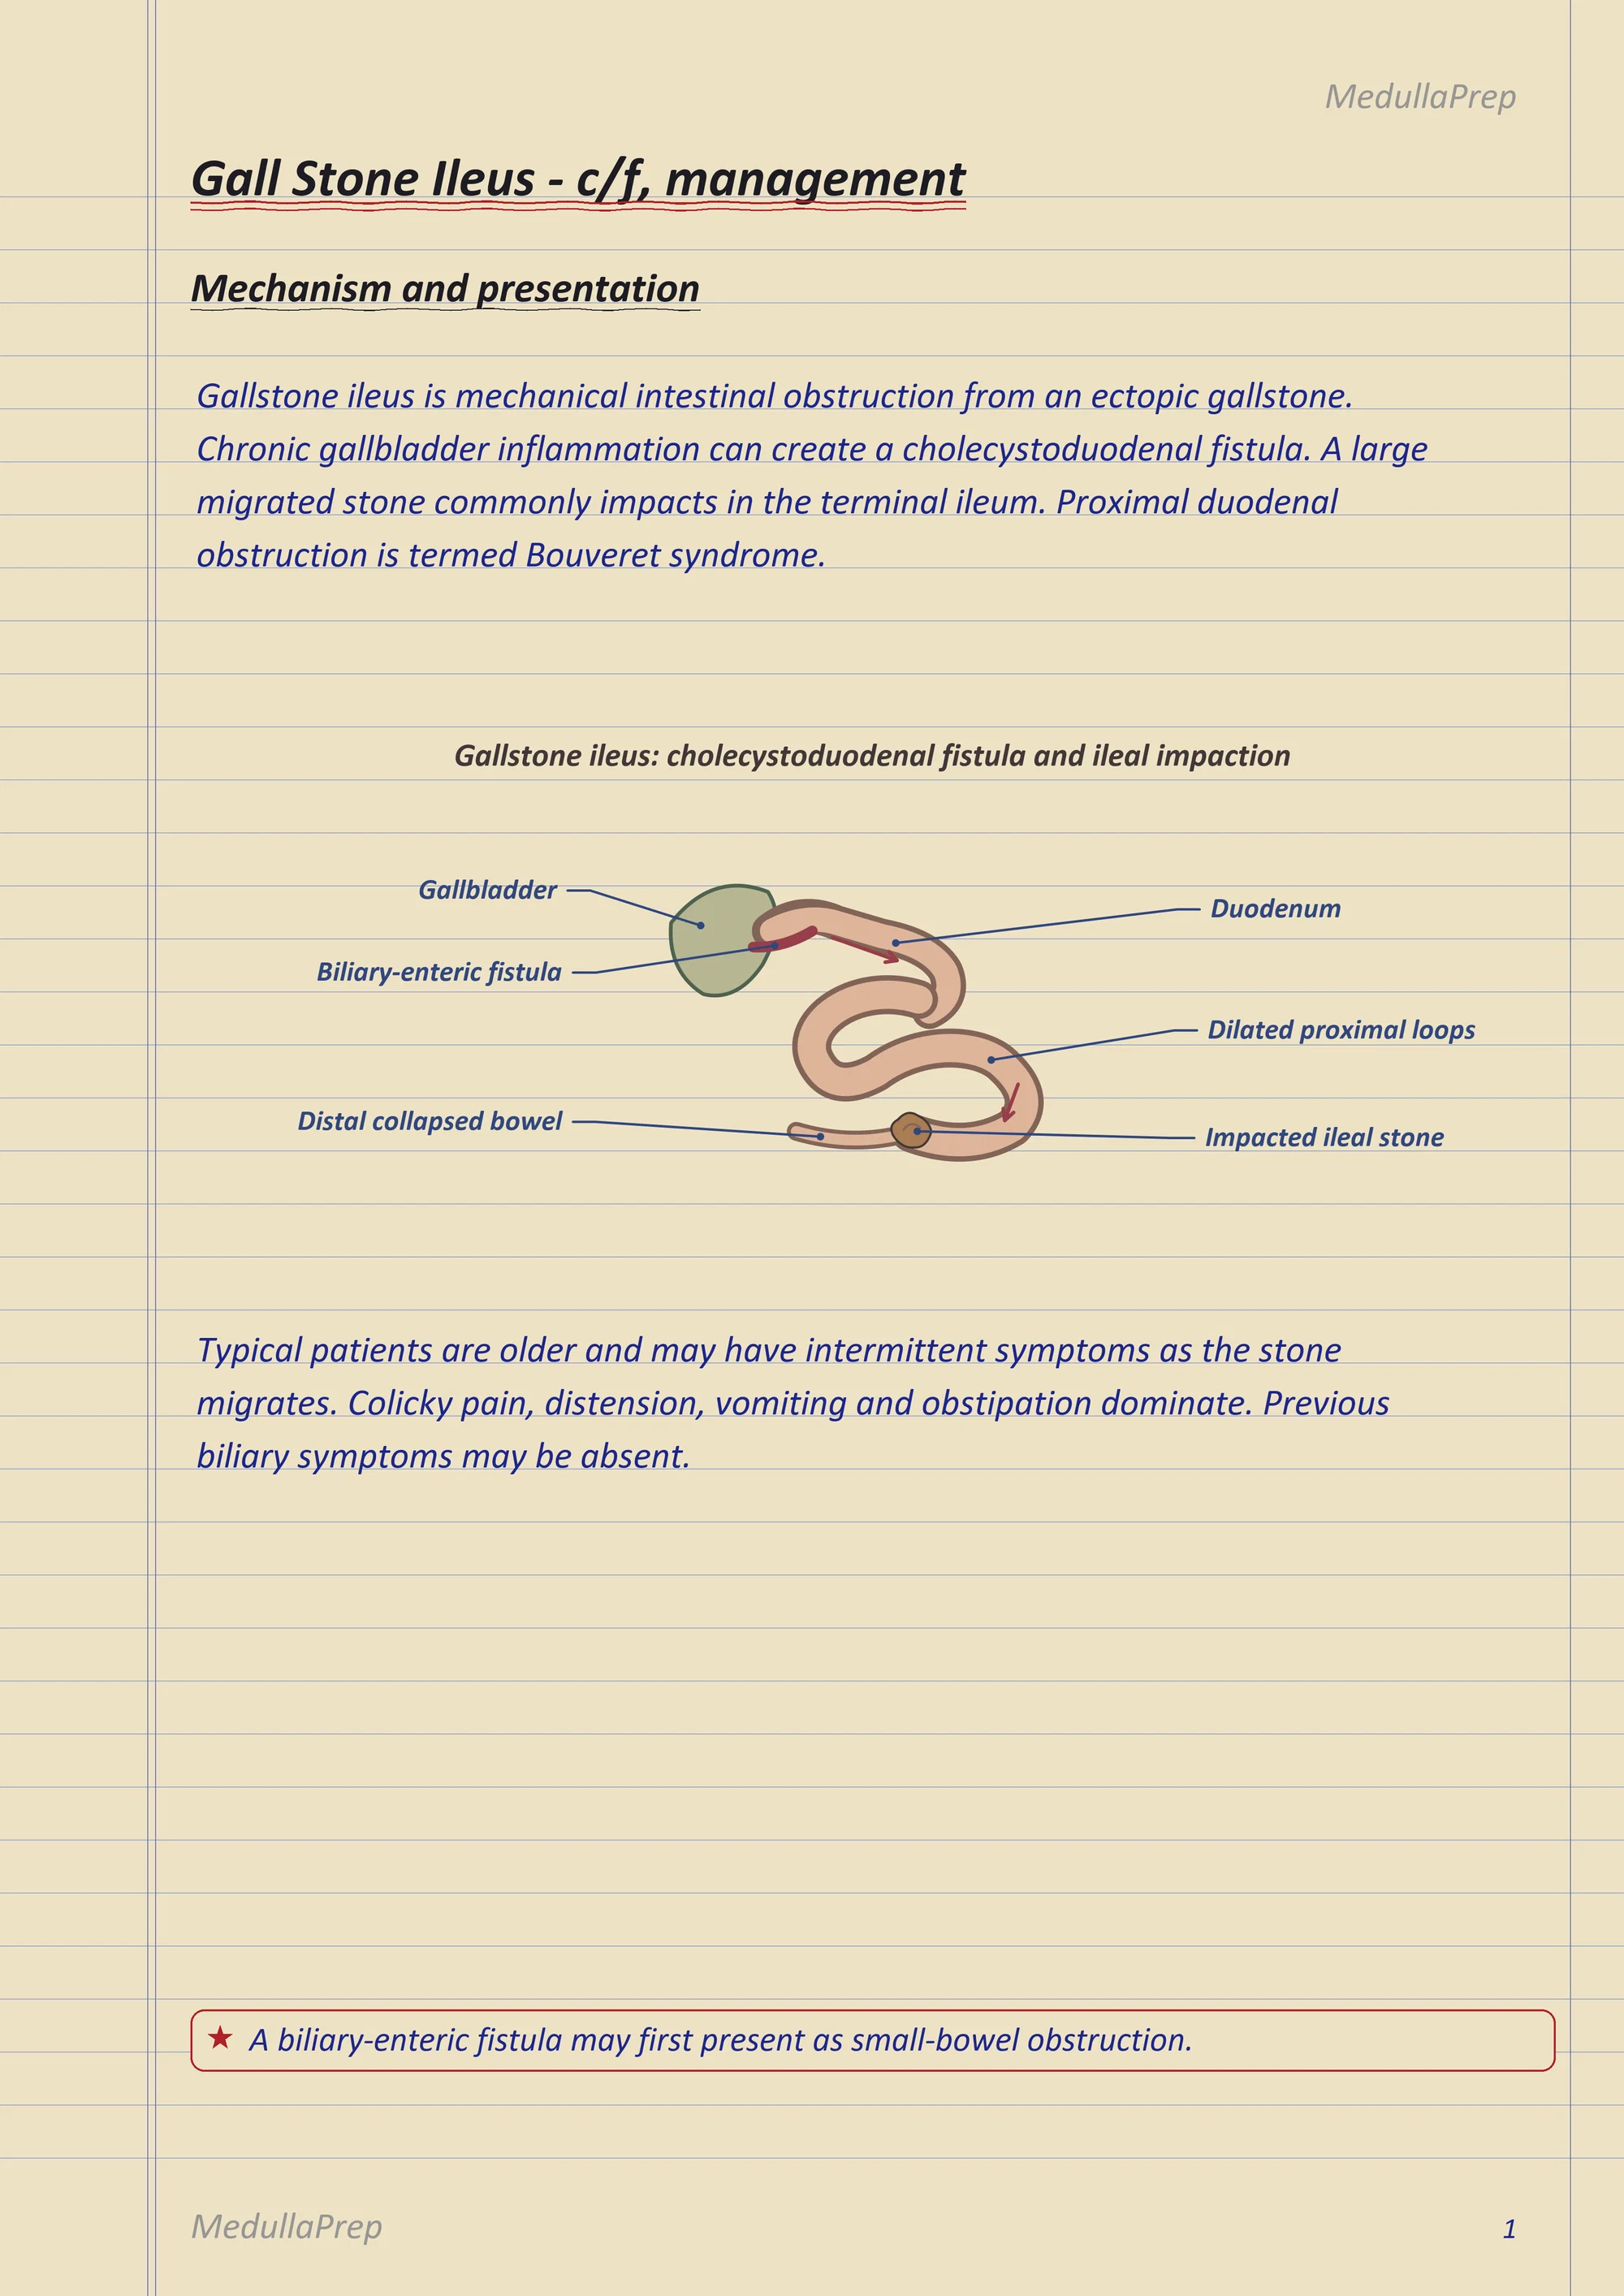 MedullaPrep
Gall Stone Ileus - c/f, management
Mechanism and presentation
Gallstone ileus is mechanical intestinal obstruction from an ectopic gallstone.
Chronic gallbladder inflammation can create a cholecystoduodenal fistula. A large
migrated stone commonly impacts in the terminal ileum. Proximal duodenal
obstruction is termed Bouveret syndrome.
Gallstone ileus: cholecystoduodenal fistula and ileal impaction
Gallbladder
Duodenum
Biliary-enteric fistula
Dilated proximal loops
Distal collapsed bowel
Impacted ileal stone
Typical patients are older and may have intermittent symptoms as the stone
migrates. Colicky pain, distension, vomiting and obstipation dominate. Previous
biliary symptoms may be absent.
★ A biliary-enteric fistula may first present as small-bowel obstruction.
MedullaPrep
1